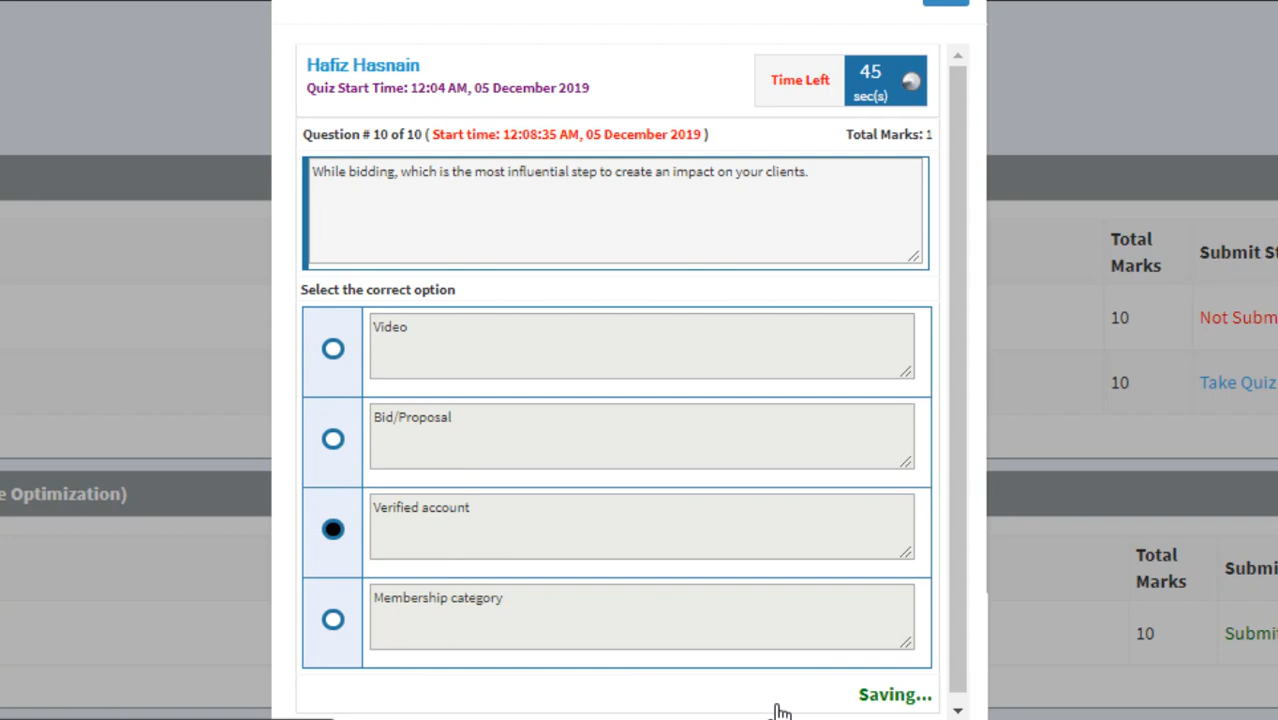 Hafiz Hasnain
Quiz Start Time: 12:04 AM, 05 December 2019
Time Left
45
sec(s)
Question # 10 of 10 ( Start time: 12:08:35 AM, 05 December 2019 )
Total Marks: 1
While bidding, which is the most influential step to create an impact on your clients.
Select the correct option
Video
Bid/Proposal
Verified account
Membership category
Saving...
Total
Marks
Submit St
10
Not Subm
10
Take Quiz
e Optimization)
Total
Marks
Submi
10
Submi